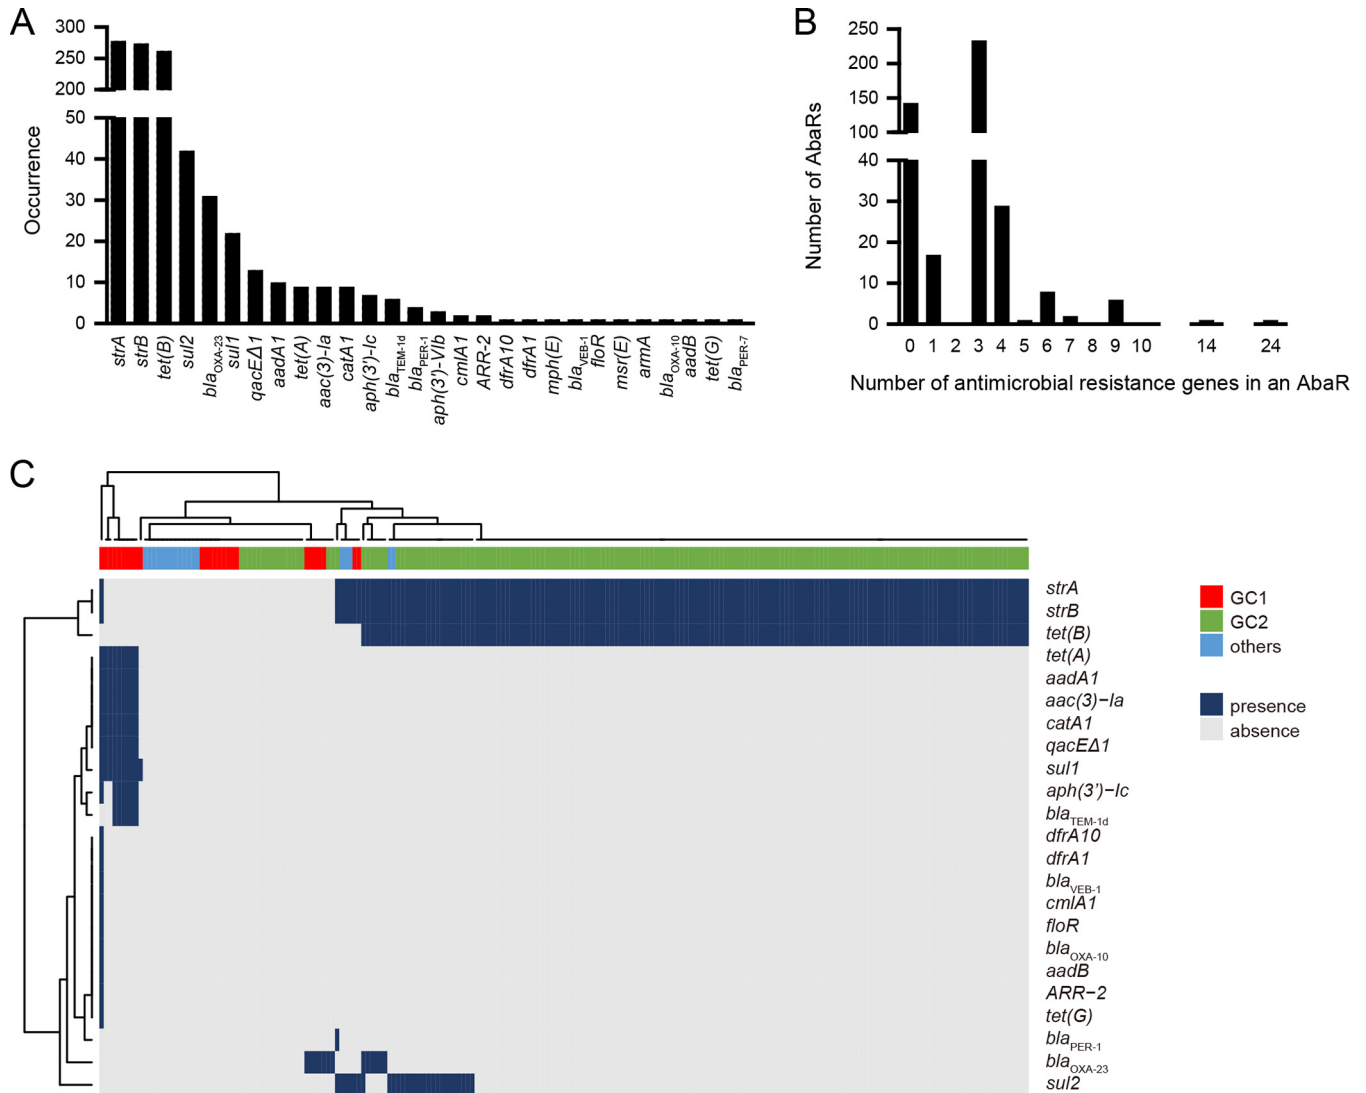 A
300
250
200
50
40
30
20
10
0
Occurrence
strA
strB
tet(B)
sul2
blaOXA-23
sul1
qacEΔ1
aadA1
tet(A)
aac(3)-Ia
catA1
aph(3')-Ic
blaTEM-1d
blaPER-1
aph(3')-VIb
cmlA1
ARR-2
dfrA10
dfrA1
mph(E)
blaVEB-1
floR
msr(E)
armA
blaOXA-10
aadB
tet(G)
blaPER-7
B
250
200
150
100
40
30
20
10
0
Number of AbaRs
0 1 2 3 4 5 6 7 8 9 10 14 24
Number of antimicrobial resistance genes in an AbaR
C
strA
strB
tet(B)
tet(A)
aadA1
aac(3)−Ia
catA1
qacEΔ1
sul1
aph(3’)−Ic
blaTEM-1d
dfrA10
dfrA1
blaVEB-1
cmlA1
floR
blaOXA-10
aadB
ARR−2
tet(G)
blaPER-1
blaOXA-23
sul2
GC1
GC2
others
presence
absence